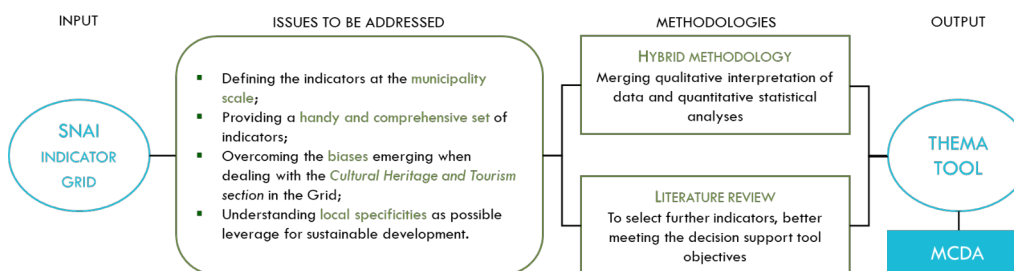 INPUT
ISSUES TO BE ADDRESSED
METHODOLOGIES
OUTPUT
SNAI
INDICATOR
GRID
▪ Defining the indicators at the municipality
scale;
▪ Providing a handy and comprehensive set of
indicators;
▪ Overcoming the biases emerging when
dealing with the Cultural Heritage and Tourism
section in the Grid;
▪ Understanding local specificities as possible
leverage for sustainable development.
HYBRID METHODOLOGY
Merging qualitative interpretation of
data and quantitative statistical
analyses
LITERATURE REVIEW
To select further indicators, better
meeting the decision support tool
objectives
THEMA
TOOL
MCDA